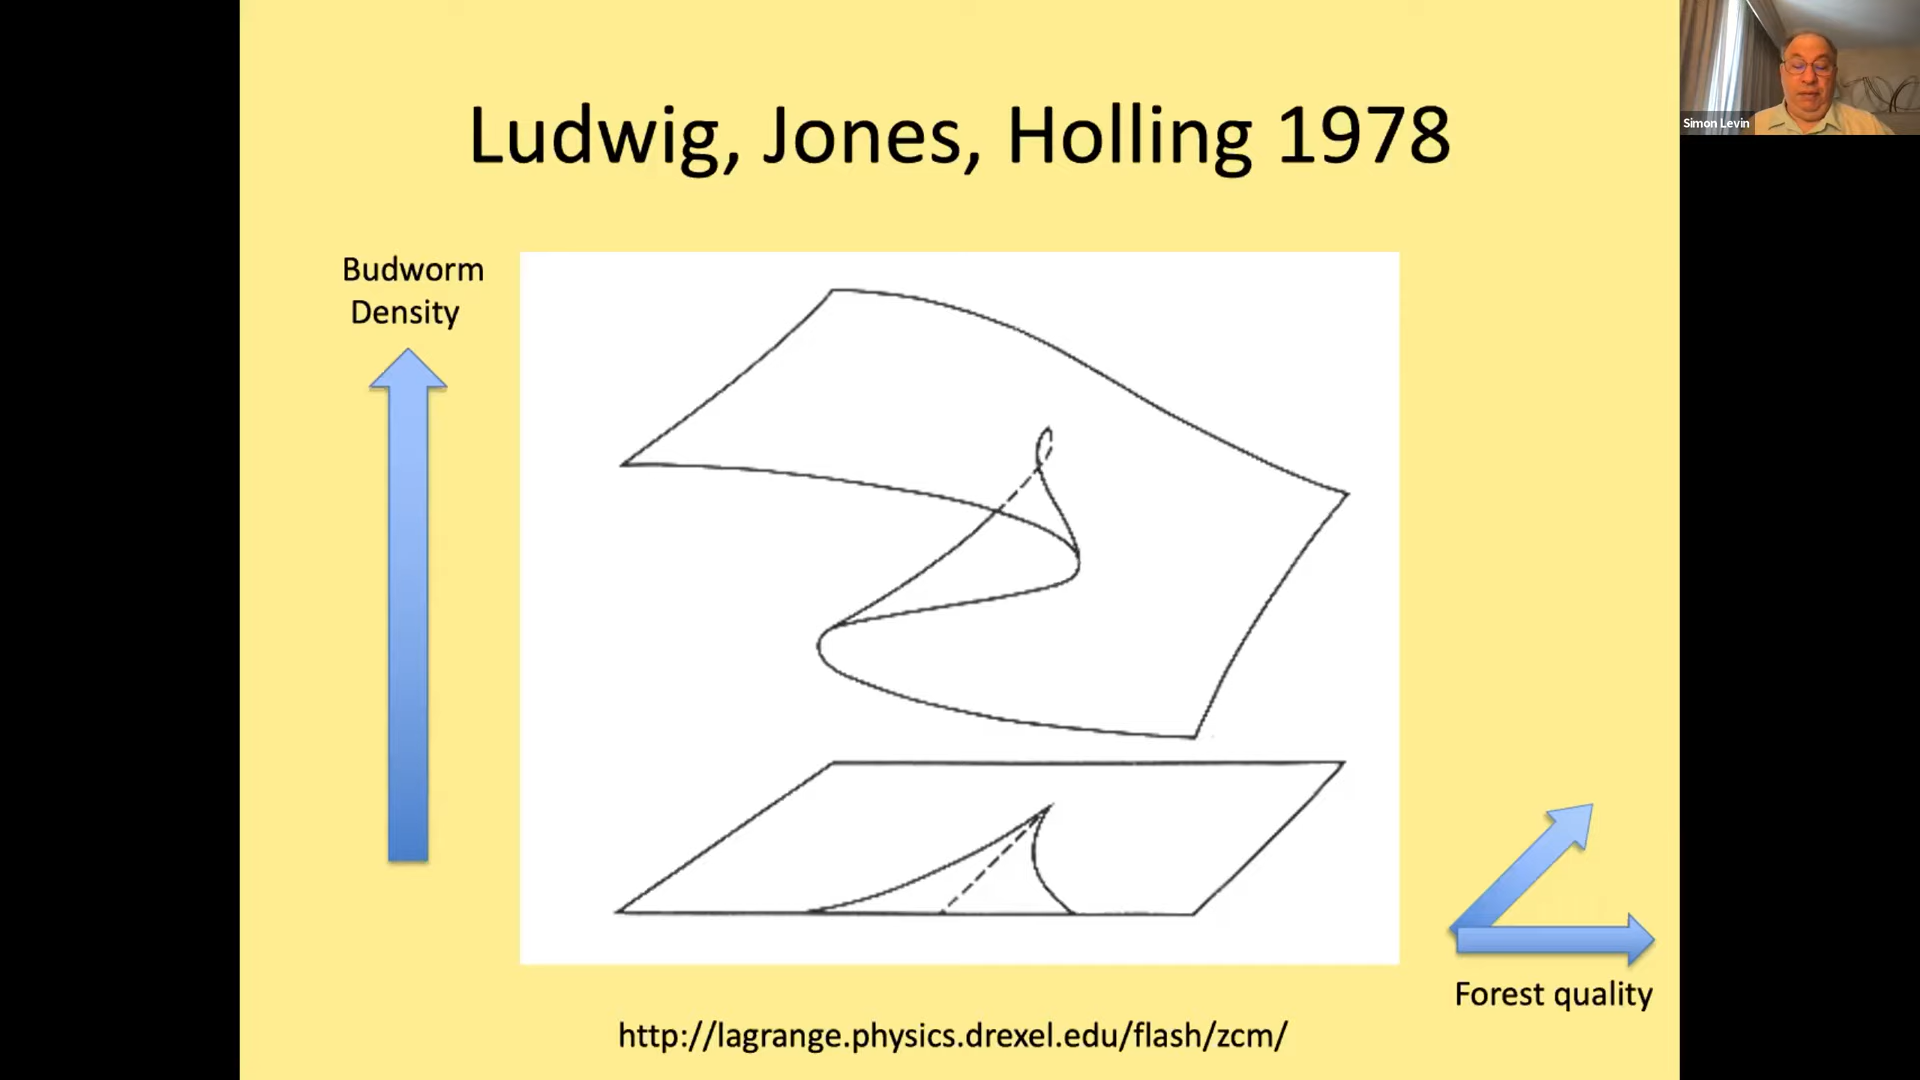 Ludwig, Jones, Holling 1978
Simon Levin
Budworm
Density
Forest quality
http://lagrange.physics.drexel.edu/flash/zcm/